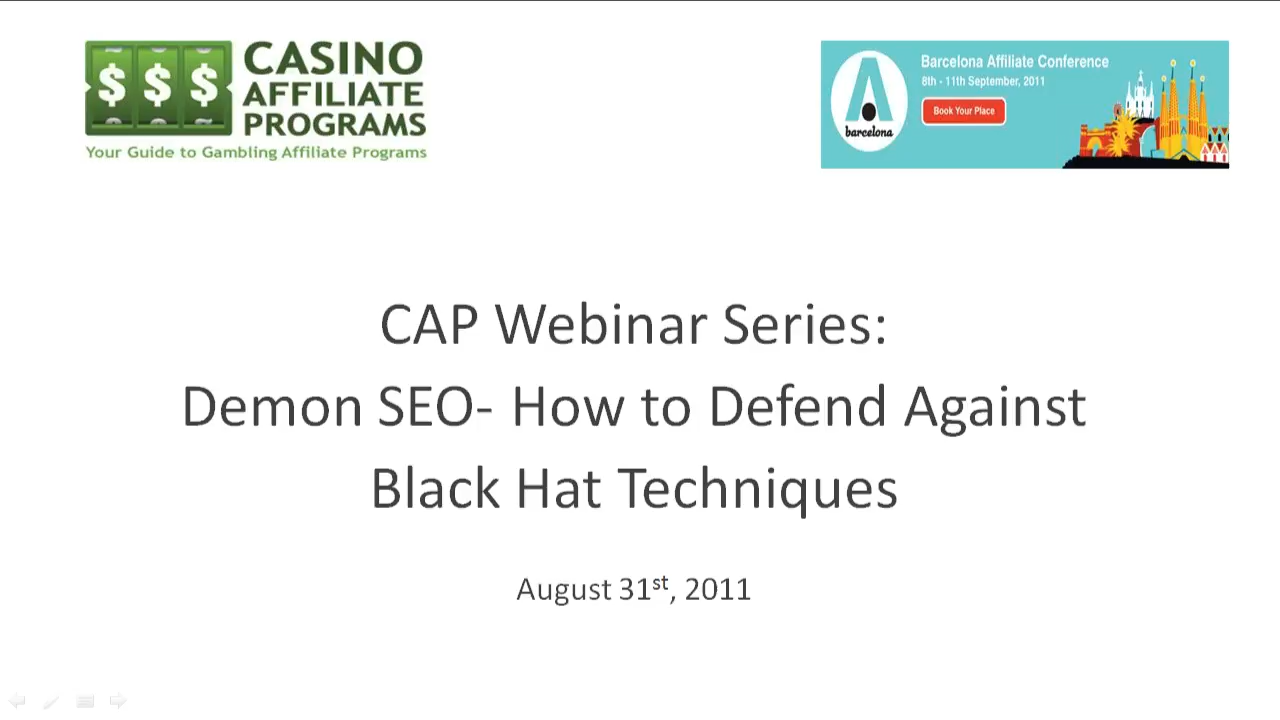 $ $ $
CASINO
AFFILIATE
PROGRAMS
Your Guide to Gambling Affiliate Programs
barcelona
Barcelona Affiliate Conference
8th - 11th September, 2011
Book Your Place
CAP Webinar Series:
Demon SEO- How to Defend Against
Black Hat Techniques
August 31st, 2011